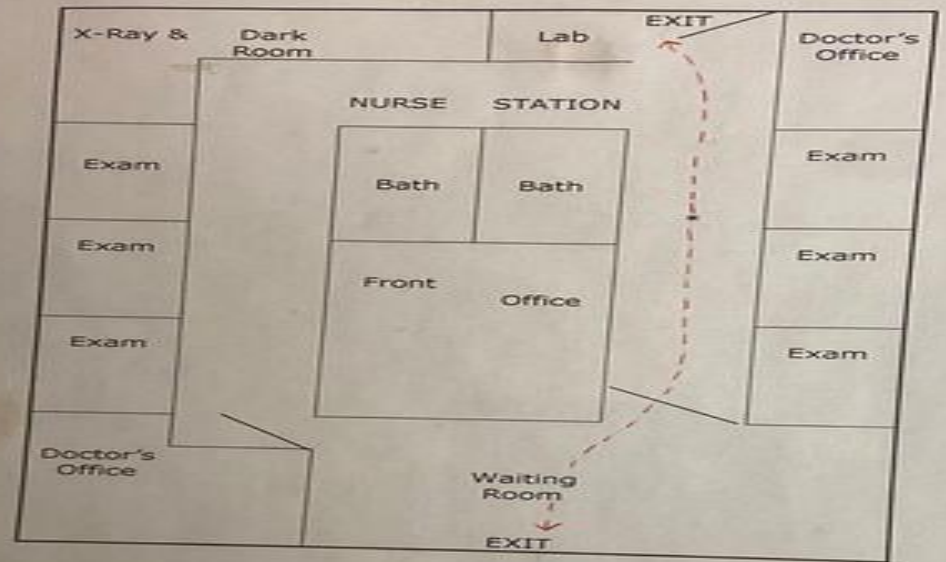 EXIT
X-Ray & Dark
Room
Lab
Doctor's
Office
NURSE STATION
Exam
Bath
Bath
Exam
Exam
Front
Office
Exam
Exam
Exam
Doctor's
Office
Waiting
Room
EXIT